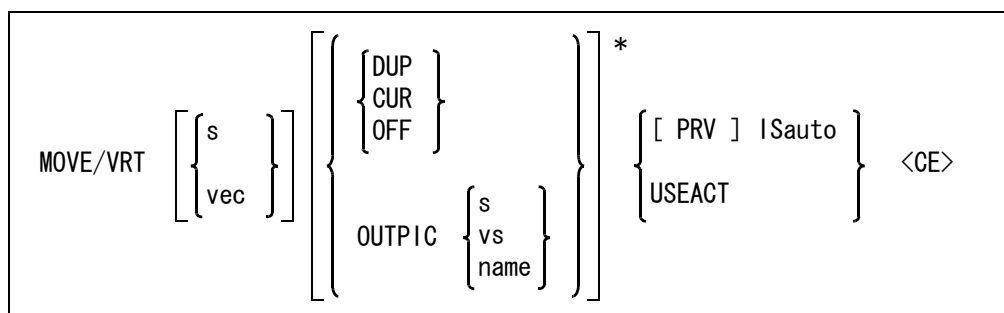 *
DUP
CUR
OFF
s
vec
MOVE/VRT
[ PRV ] ISauto
USEACT
<CE>
OUTPIC
s
vs
name